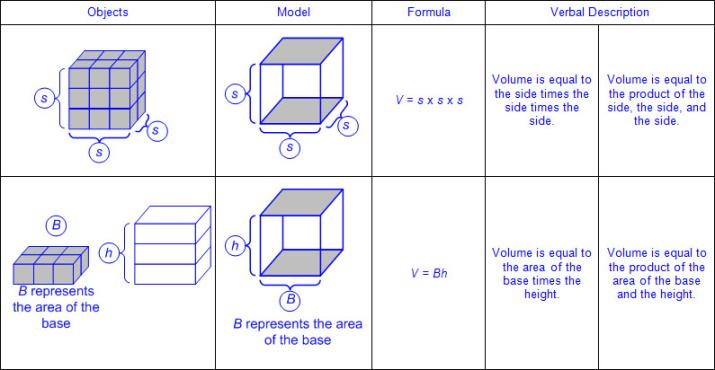 Objects
Model
Formula
Verbal Description
s
s
s
s
s
s
V = s x s x s
Volume is equal to
the side times the
side times the
side.
Volume is equal to
the product of the
side, the side, and
the side.
B
h
B represents
the area of the
base
h
B
B represents the area
of the base
V = Bh
Volume is equal to
the area of the
base times the
height.
Volume is equal to
the product of the
area of the base
and the height.